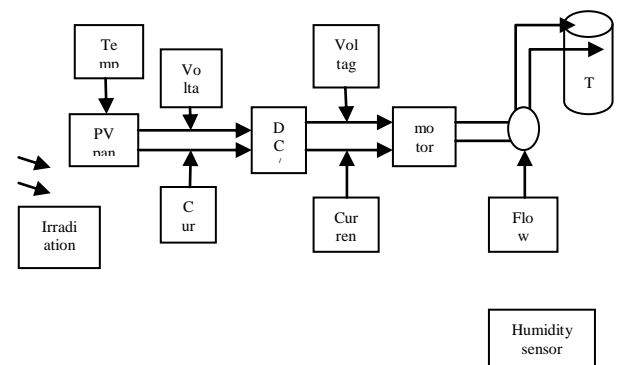 Te
mp
Vo
lta
Vol
tag
T
PV
pan
D
C
/
mo
tor
Irradi
ation
C
ur
Cur
ren
Flo
w
Humidity
sensor